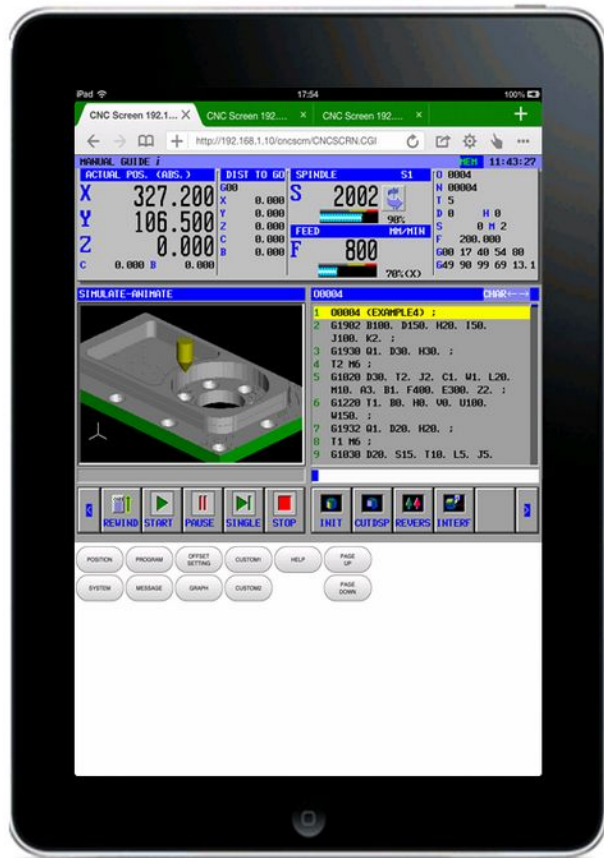 iPad 17:54 100%
CNC Screen 192.1... X CNC Screen 192.... × CNC Screen 192.... × +
http://192.168.1.10/cncscrn/CNCSCRN.CGI
MANUAL GUIDE i MEM 11:43:27
ACTUAL POS. (ABS.) DIST TO GO SPINDLE S1 O 0004
X 327.200 G00 S 2002 N 00004
X 0.000 T 5
Y 106.500 Y 0.000 90% D 0 H 0
Z 0.000 FEED MM/MIN S 0 M 2
Z 0.000 C 0.000 F 800 F 200.000
B 0.000 G00 17 40 54 80
C 0.000 B 0.000 70%(X) G49 90 99 69 13.1
SIMULATE-ANIMATE O0004 CHAR←→
1 O0004 (EXAMPLE4) ;
2 G1902 B100. D150. H20. I50.
J100. K2. ;
3 G1930 Q1. D30. H30. ;
4 T2 M6 ;
5 G1020 D30. T2. J2. C1. W1. L20.
M10. A3. B1. F400. E300. Z2. ;
6 G1220 T1. B0. H0. V0. U100.
W150. ;
7 G1932 Q1. D20. H20. ;
8 T1 M6 ;
9 G1030 D20. S15. T10. L5. J5.
< REWIND START PAUSE SINGLE STOP INIT CUTDSP REVERS INTERF >
POSITION PROGRAM OFFSET SETTING CUSTOM1 HELP PAGE UP
SYSTEM MESSAGE GRAPH CUSTOM2 PAGE DOWN